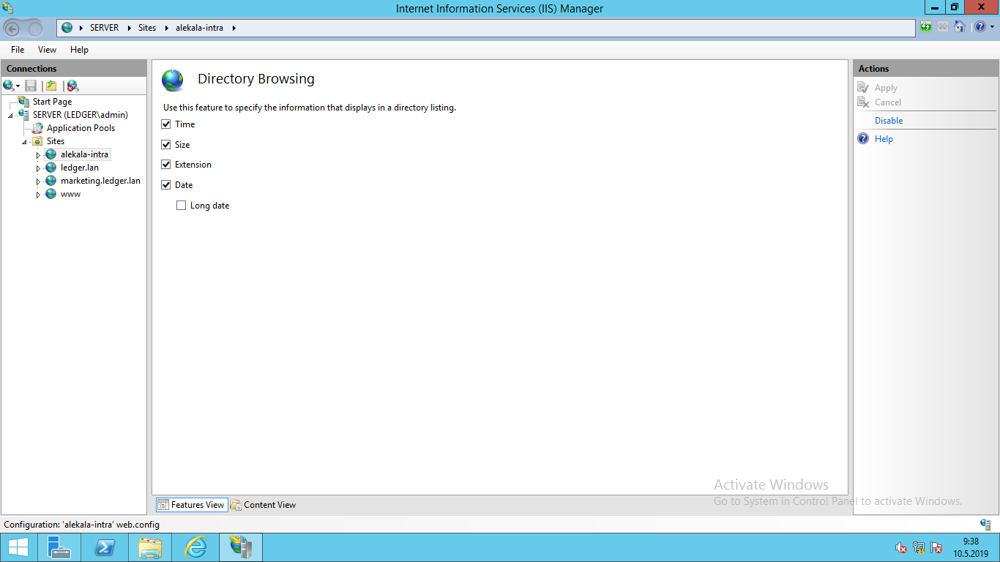 Internet Information Services (IIS) Manager
SERVER Sites alekala-intra
File View Help
Connections
Start Page
SERVER (LEDGER\admin)
Application Pools
Sites
alekala-intra
ledger.lan
marketing.ledger.lan
www
Directory Browsing
Use this feature to specify the information that displays in a directory listing.
Time
Size
Extension
Date
Long date
Features View Content View
Actions
Apply
Cancel
Disable
Help
Activate Windows
Go to System in Control Panel to activate Windows.
Configuration: 'alekala-intra' web.config
9:38
10.5.2019